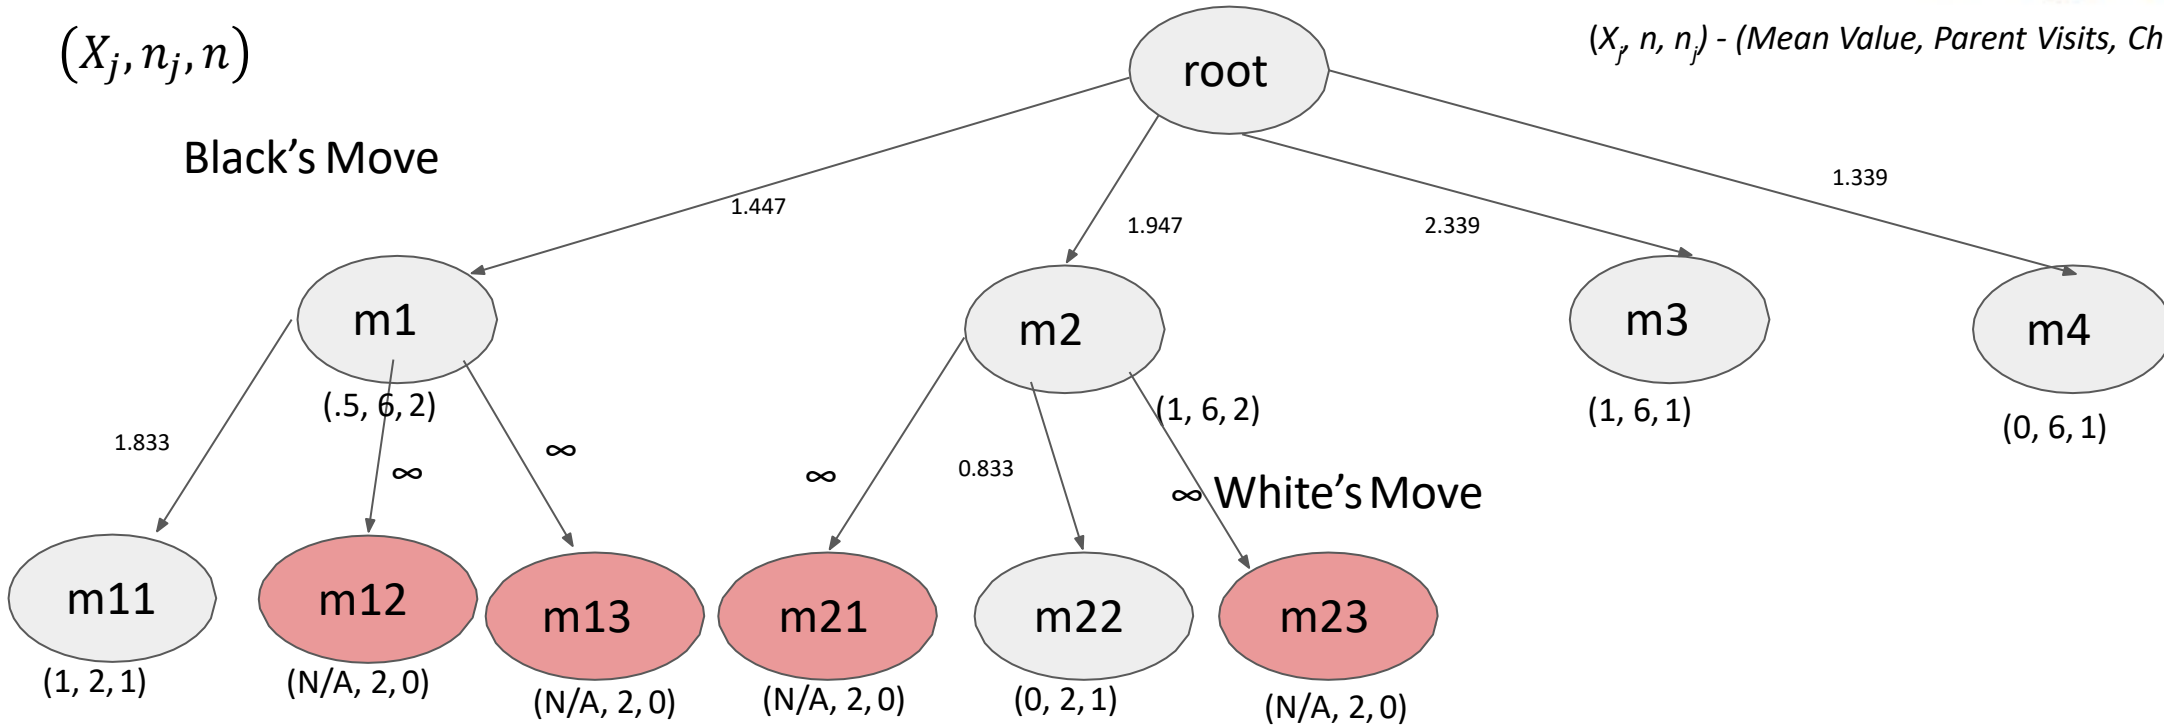 (X_j, n_j, n)
(X_j, n, n_j) - (Mean Value, Parent Visits, Ch
root
Black's Move
1.447
1.947
2.339
1.339
m1
m2
m3
m4
(.5, 6, 2)
(1, 6, 2)
(1, 6, 1)
(0, 6, 1)
1.833
∞
∞
∞
0.833
∞
White's Move
m11
m12
m13
m21
m22
m23
(1, 2, 1)
(N/A, 2, 0)
(N/A, 2, 0)
(N/A, 2, 0)
(0, 2, 1)
(N/A, 2, 0)